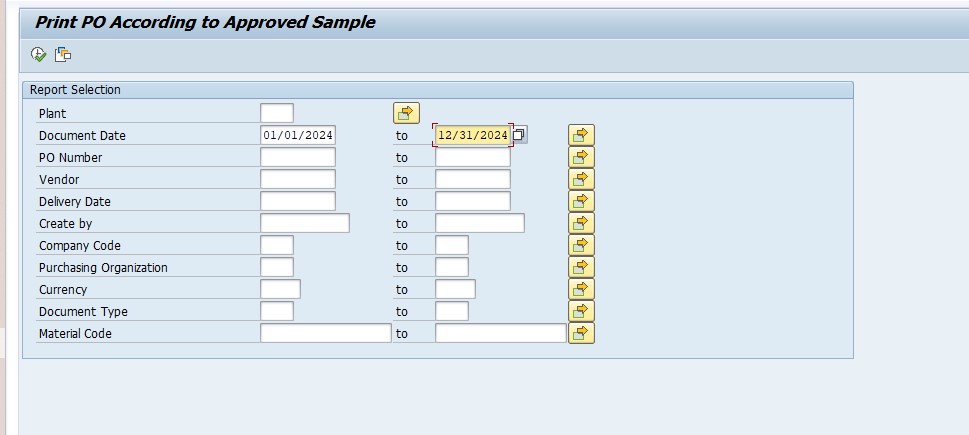 Print PO According to Approved Sample
Report Selection
Plant
Document Date 01/01/2024 to 12/31/2024
PO Number to
Vendor to
Delivery Date to
Create by to
Company Code to
Purchasing Organization to
Currency to
Document Type to
Material Code to